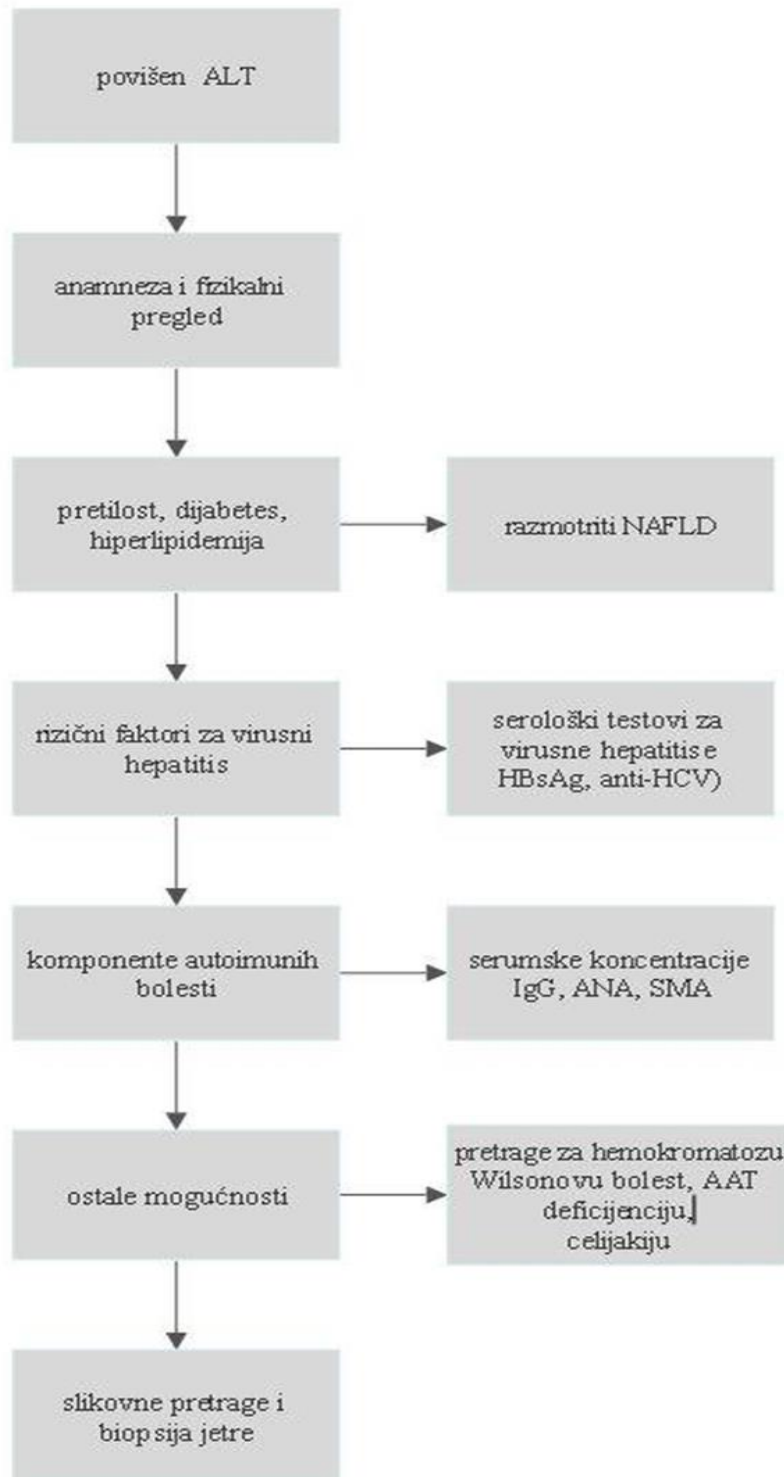 povišen ALT
anamneza i fizikalni
pregled
pretilost, dijabetes,
hiperlipidemija
razmotriti NAFLD
rizični faktori za virusni
hepatitis
serološki testovi za
virusne hepatitise
HBsAg, anti-HCV)
komponente autoimunih
bolesti
serumske koncentracije
IgG, ANA, SMA
ostale mogućnosti
pretrage za hemokromatozu
Wilsonovu bolest, AAT
deficijenciju,
celijakiju
slikovne pretrage i
biopsija jetre